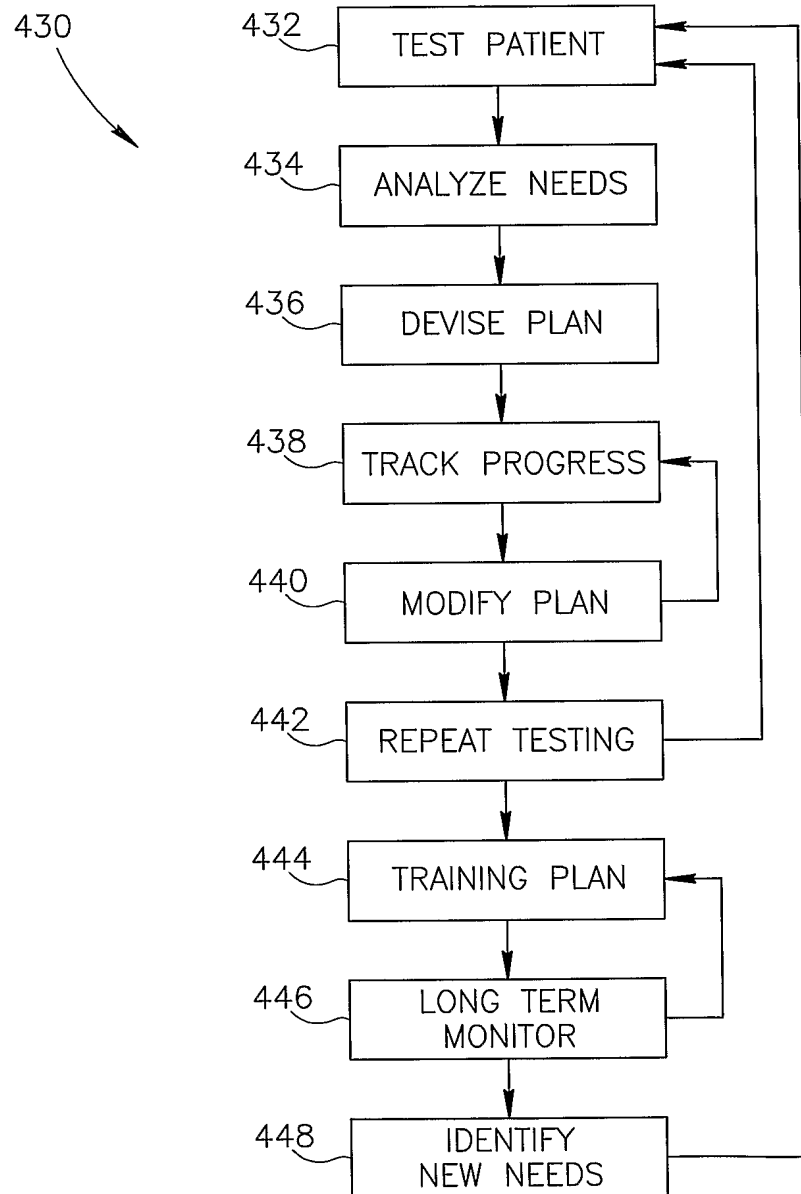 430
432
TEST PATIENT
434
ANALYZE NEEDS
436
DEVISE PLAN
438
TRACK PROGRESS
440
MODIFY PLAN
442
REPEAT TESTING
444
TRAINING PLAN
446
LONG TERM
MONITOR
448
IDENTIFY
NEW NEEDS